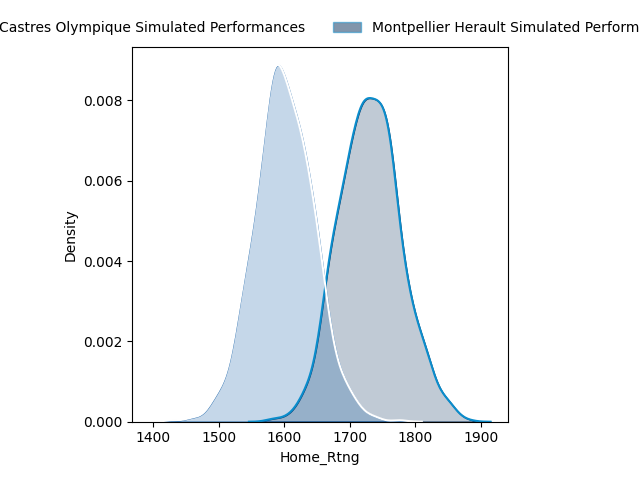 Castres Olympique Simulated Performances
Montpellier Herault Simulated Perform
0.008
0.006
0.004
0.002
0.000
Density
1400 1500 1600 1700 1800 1900
Home_Rtng